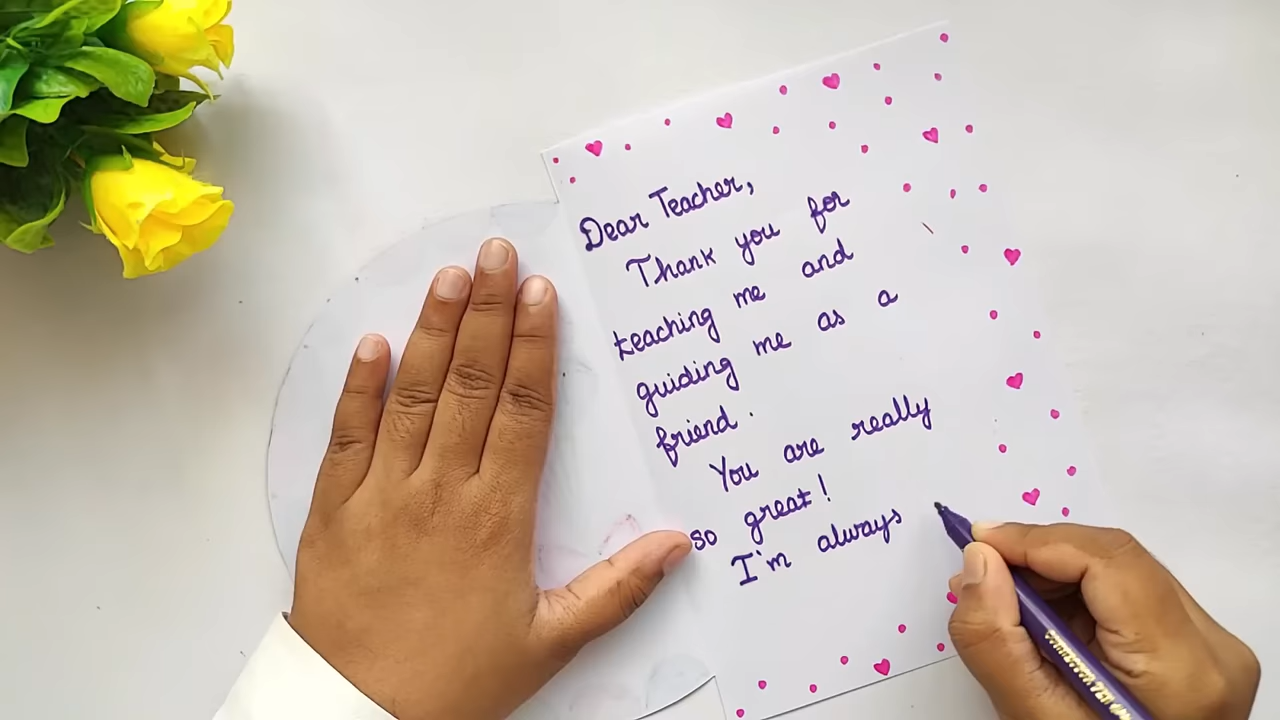 Dear Teacher,
Thank you for
teaching me and
guiding me as a
friend.
You are really
so great!
I'm always